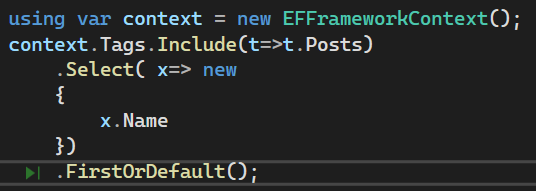 using var context = new EFFrameworkContext();
context.Tags.Include(t=>t.Posts)
    .Select( x=> new
    {
        x.Name
    })
    .FirstOrDefault();